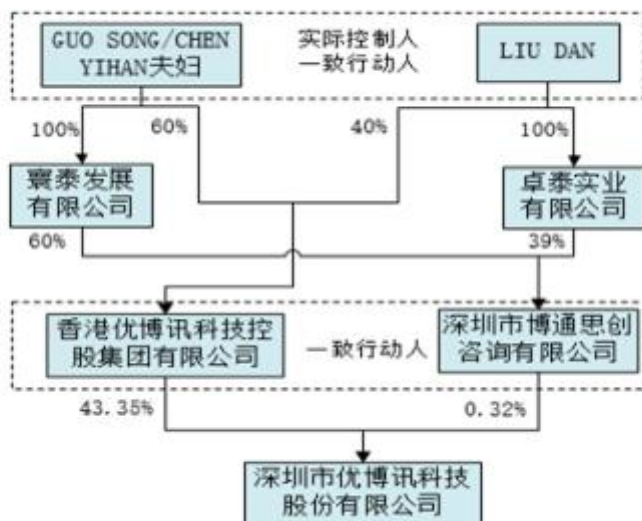 GUO SONG/CHEN
YIHAN夫妇
实际控制人
一致行动人
LIU DAN
100%
60%
40%
100%
寰泰发展
有限公司
卓泰实业
有限公司
60%
39%
香港优博讯科技控
股集团有限公司
一致行动人
深圳市博通思创
咨询有限公司
43.35%
0.32%
深圳市优博讯科技
股份有限公司